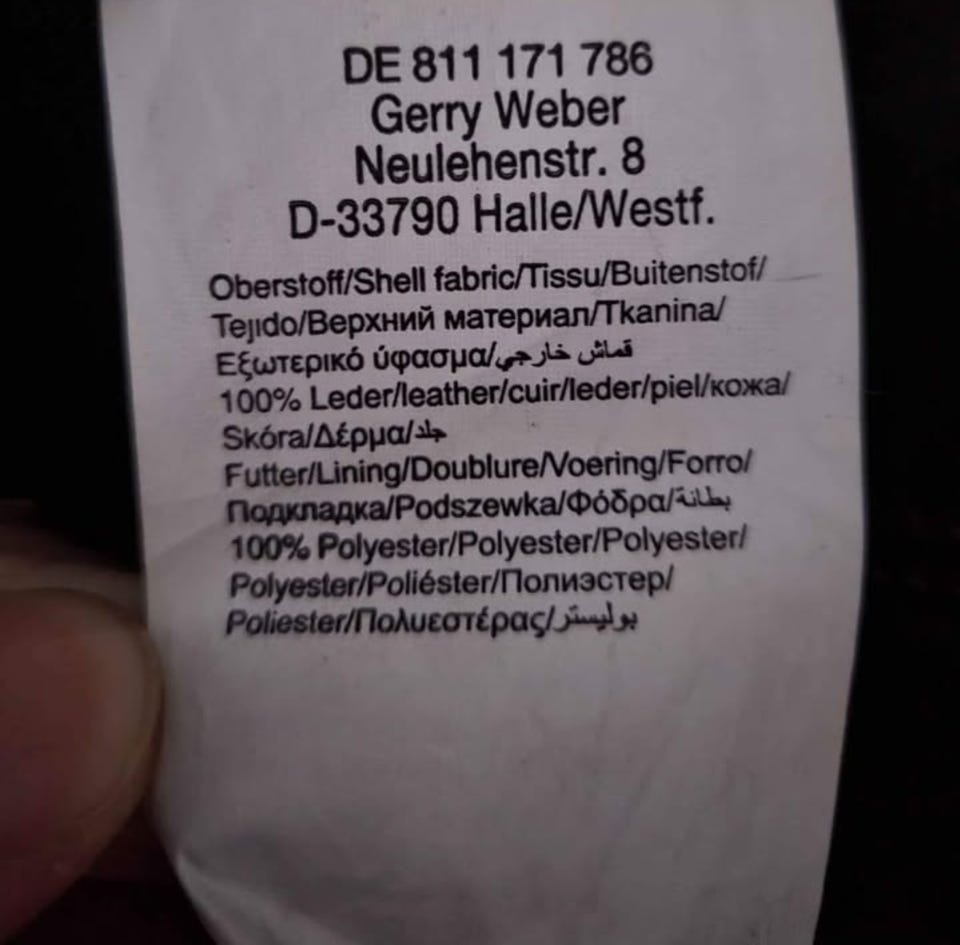 DE 811 171 786
Gerry Weber
Neulehenstr. 8
D-33790 Halle/Westf.
Oberstoff/Shell fabric/Tissu/Buitenstof/
Tejido/Верхний материал/Tkanina/
Εξωτερικό ύφασμα/قماش خارجي
100% Leder/leather/cuir/leder/piel/кожа/
Skóra/Δέρμα/جلد
Futter/Lining/Doublure/Voering/Forro/
Подкладка/Podszewka/Φόδρα/بطانة
100% Polyester/Polyester/Polyester/
Polyester/Poliéster/Полиэстер/
Poliester/Πολυεστέρας/بوليستر